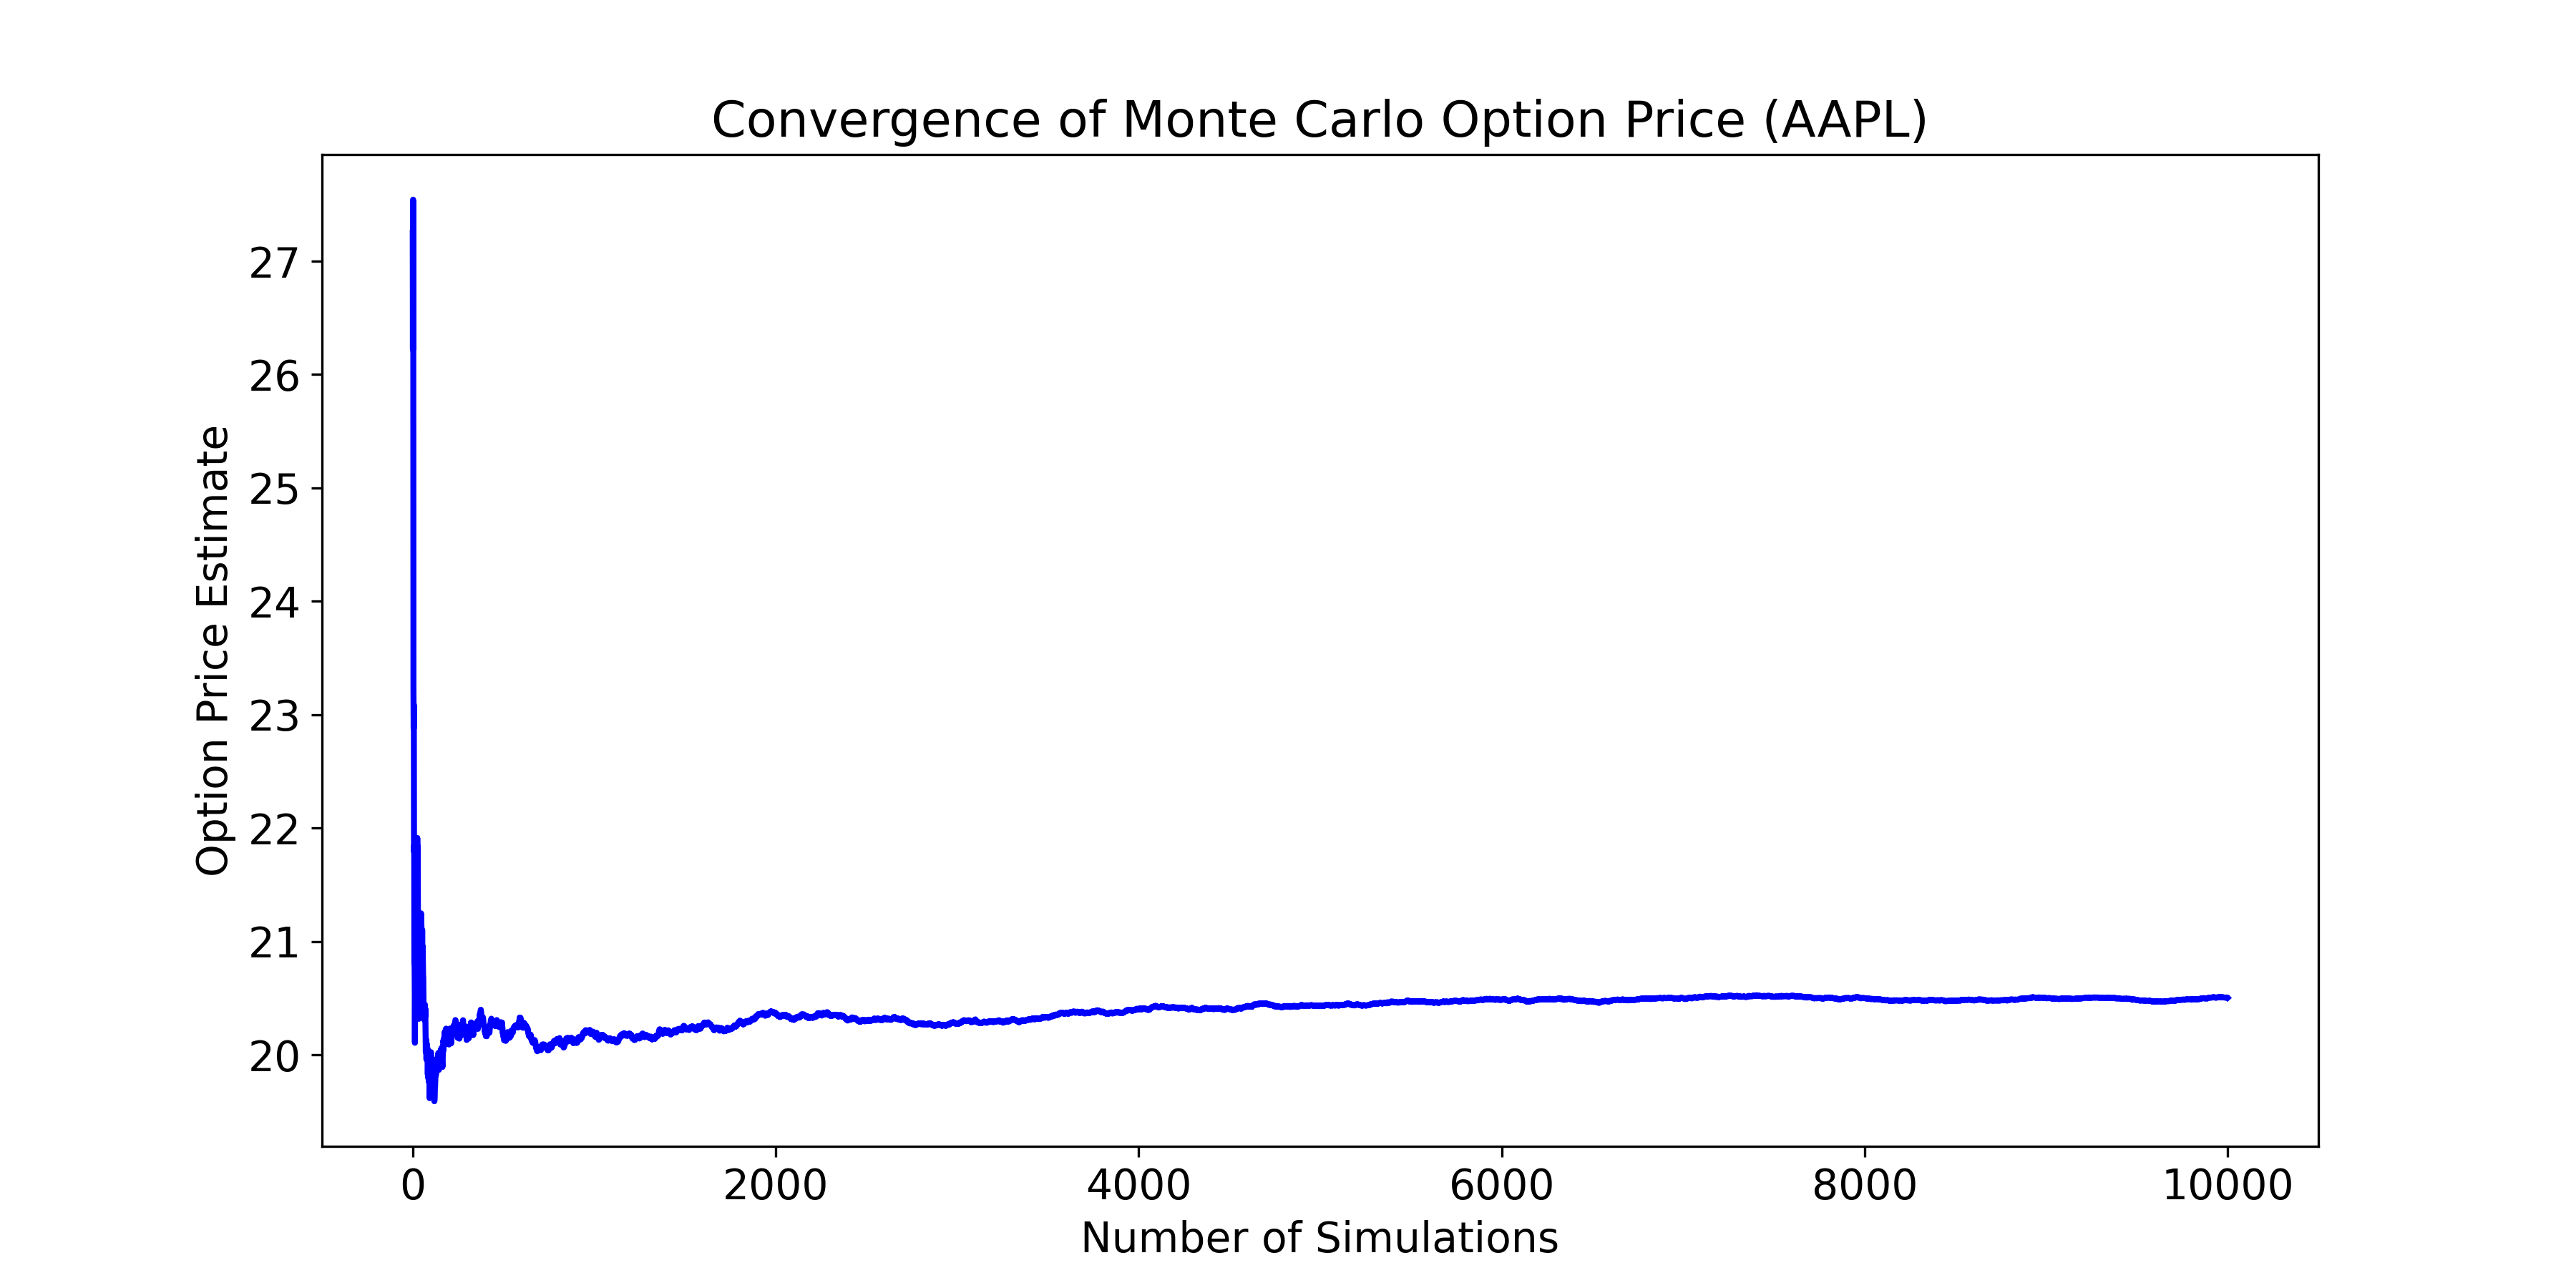 Convergence of Monte Carlo Option Price (AAPL)
Option Price Estimate
27
26
25
24
23
22
21
20
0 2000 4000 6000 8000 10000
Number of Simulations